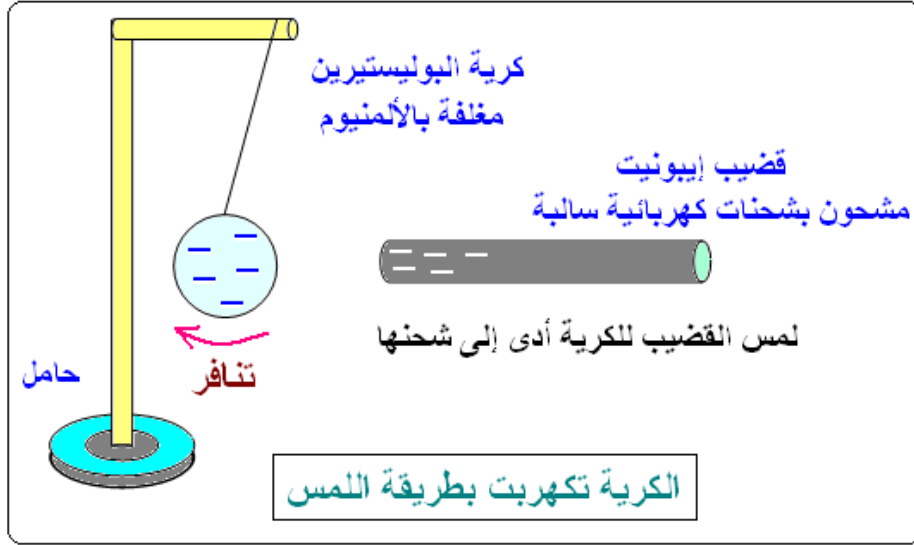 كرية البوليستيرين
مغلفة بالألمنيوم
قضيب إيبونيت
مشحون بشحنات كهربائية سالبة
لمس القضيب للكرية أدى إلى شحنها
تنافر
حامل
الكرية تكهربت بطريقة اللمس